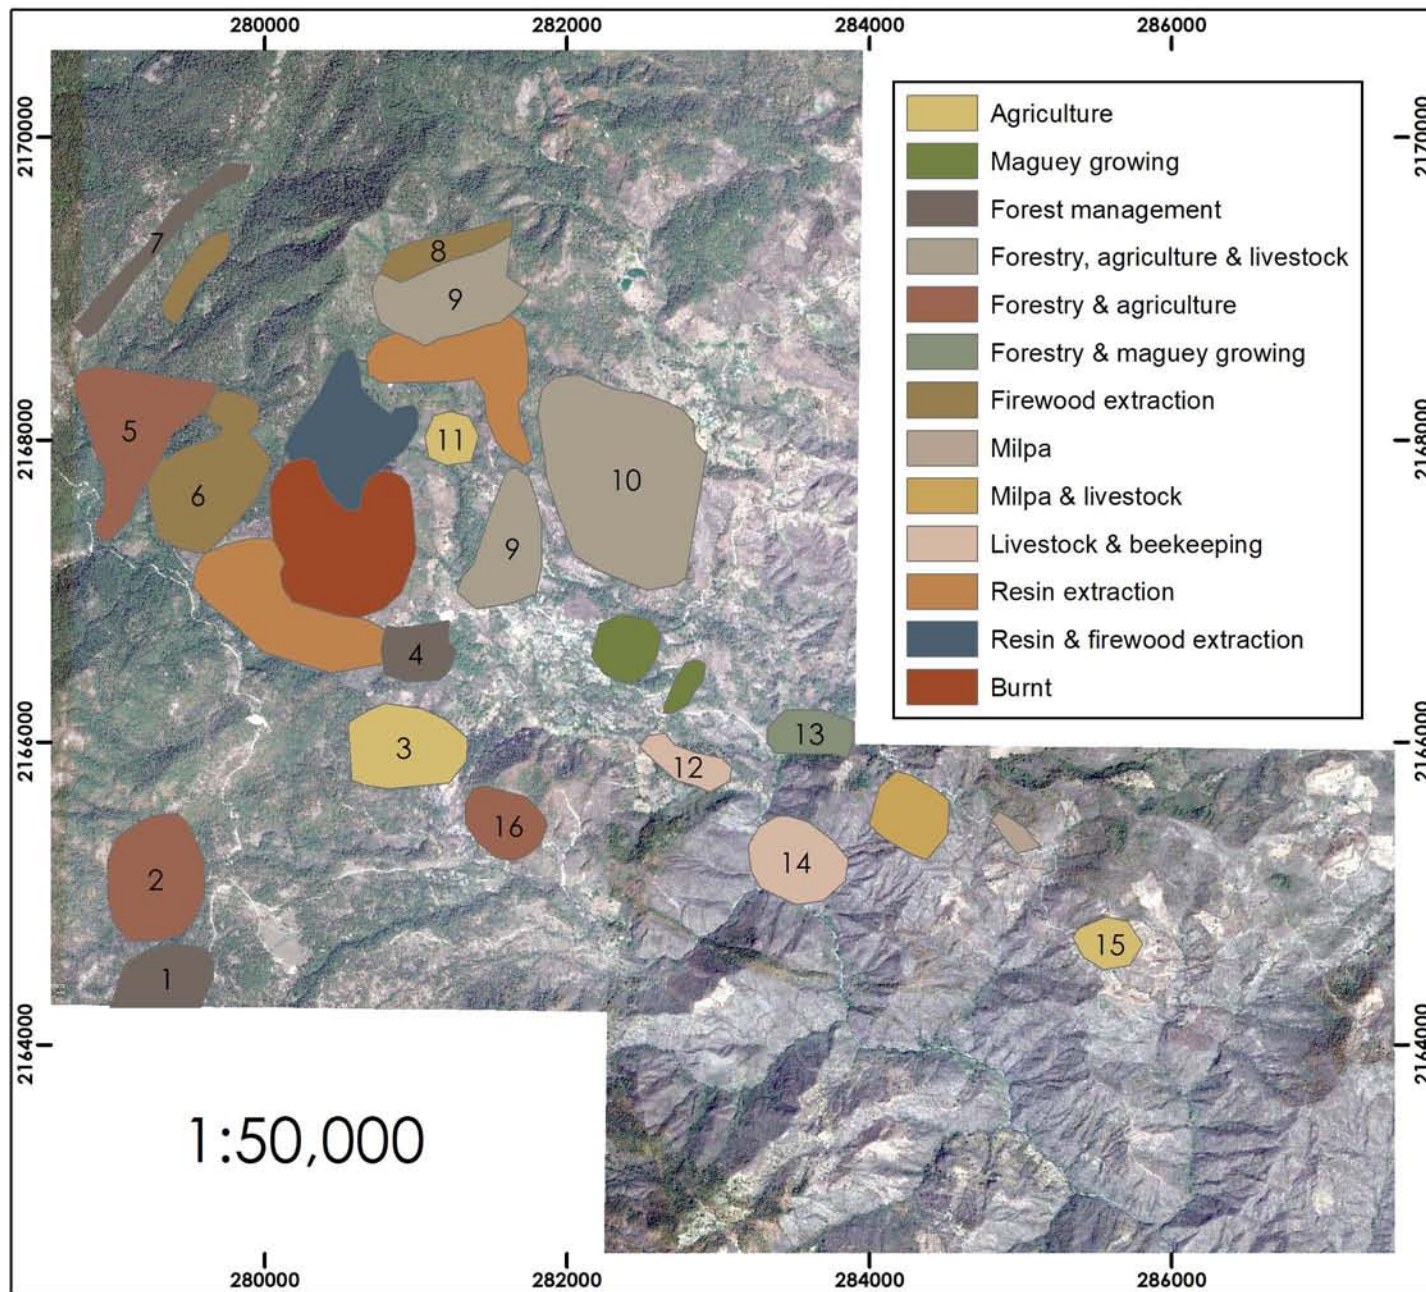 280000 282000 284000 286000
2170000 2170000
2168000 2168000
2166000 2166000
2164000 2164000
Agriculture
Maguey growing
Forest management
Forestry, agriculture & livestock
Forestry & agriculture
Forestry & maguey growing
Firewood extraction
Milpa
Milpa & livestock
Livestock & beekeeping
Resin extraction
Resin & firewood extraction
Burnt
7
8
9
5
11
10
6
9
4
3
13
12
16
14
2
15
1
1:50,000
280000 282000 284000 286000